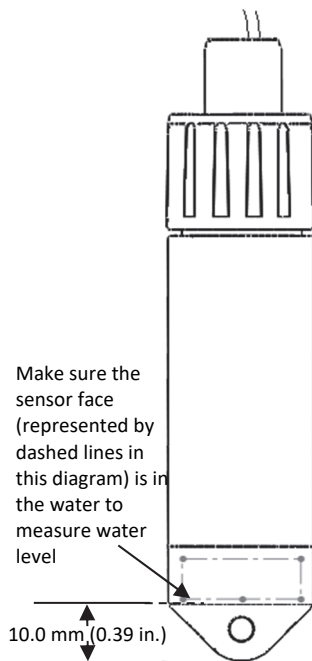 Make sure the
sensor face
(represented by
dashed lines in
this diagram) is in
the water to
measure water
level
10.0 mm (0.39 in.)